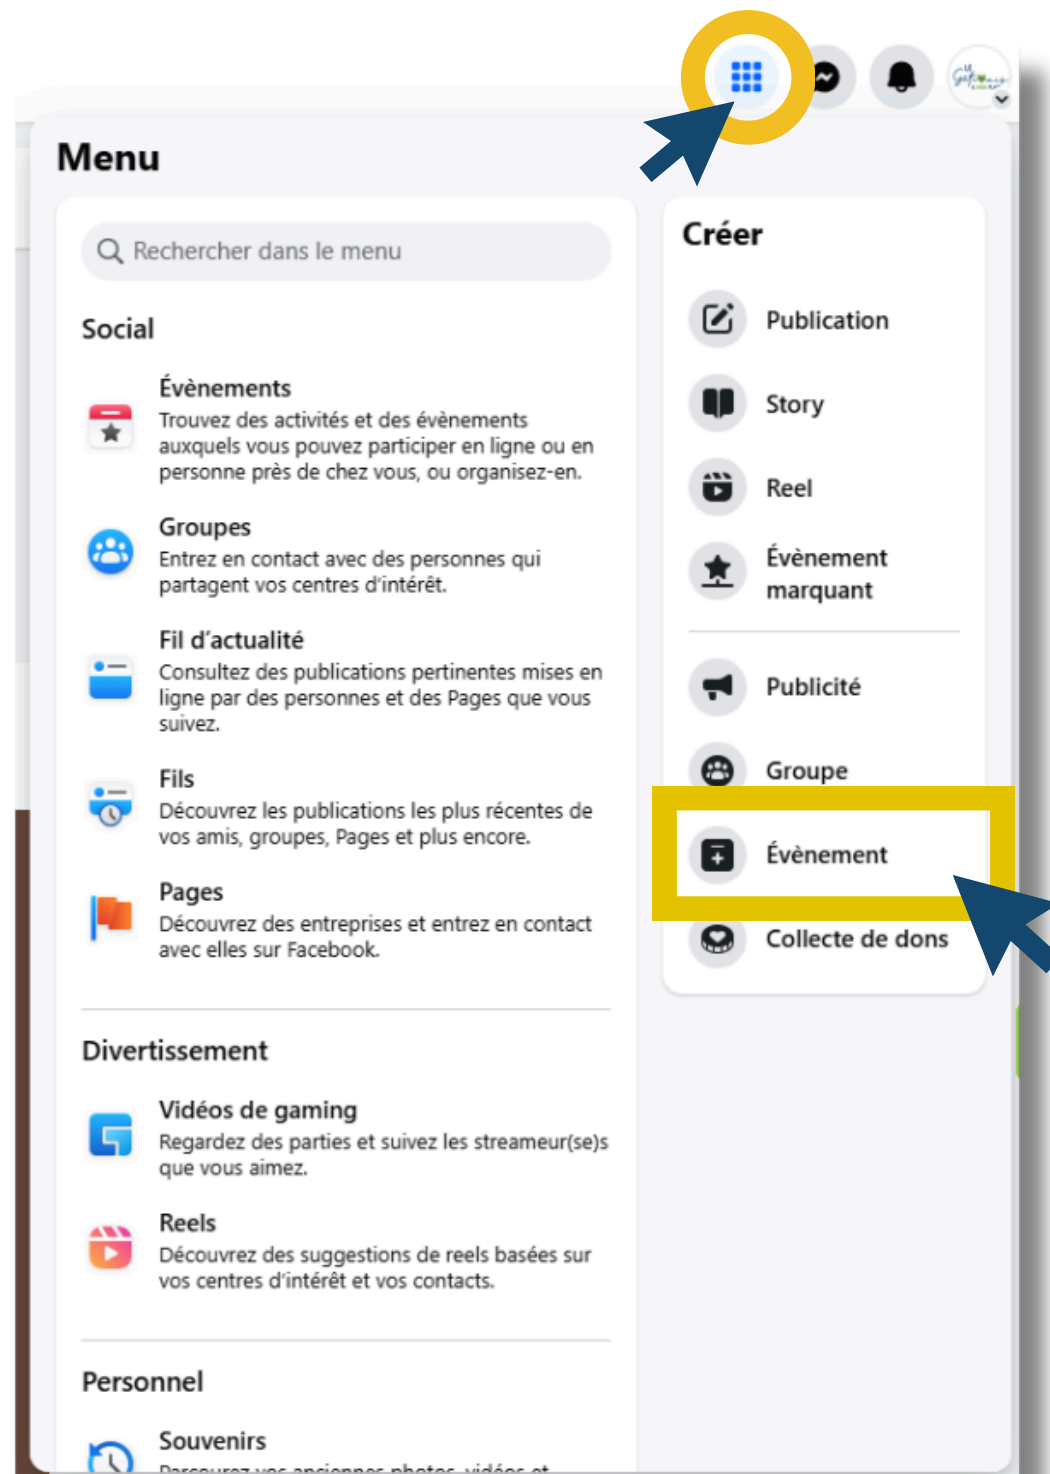 Menu
Rechercher dans le menu
Social
Évènements
Trouvez des activités et des évènements
auxquels vous pouvez participer en ligne ou en
personne près de chez vous, ou organisez-en.
Groupes
Entrez en contact avec des personnes qui
partagent vos centres d'intérêt.
Fil d'actualité
Consultez des publications pertinentes mises en
ligne par des personnes et des Pages que vous
suivez.
Fils
Découvrez les publications les plus récentes de
vos amis, groupes, Pages et plus encore.
Pages
Découvrez des entreprises et entrez en contact
avec elles sur Facebook.
Divertissement
Vidéos de gaming
Regardez des parties et suivez les streameur(se)s
que vous aimez.
Reels
Découvrez des suggestions de reels basées sur
vos centres d'intérêt et vos contacts.
Personnel
Souvenirs
Parcourez vos anciennes photos, vidéos et
Créer
Publication
Story
Reel
Évènement
marquant
Publicité
Groupe
Évènement
Collecte de dons